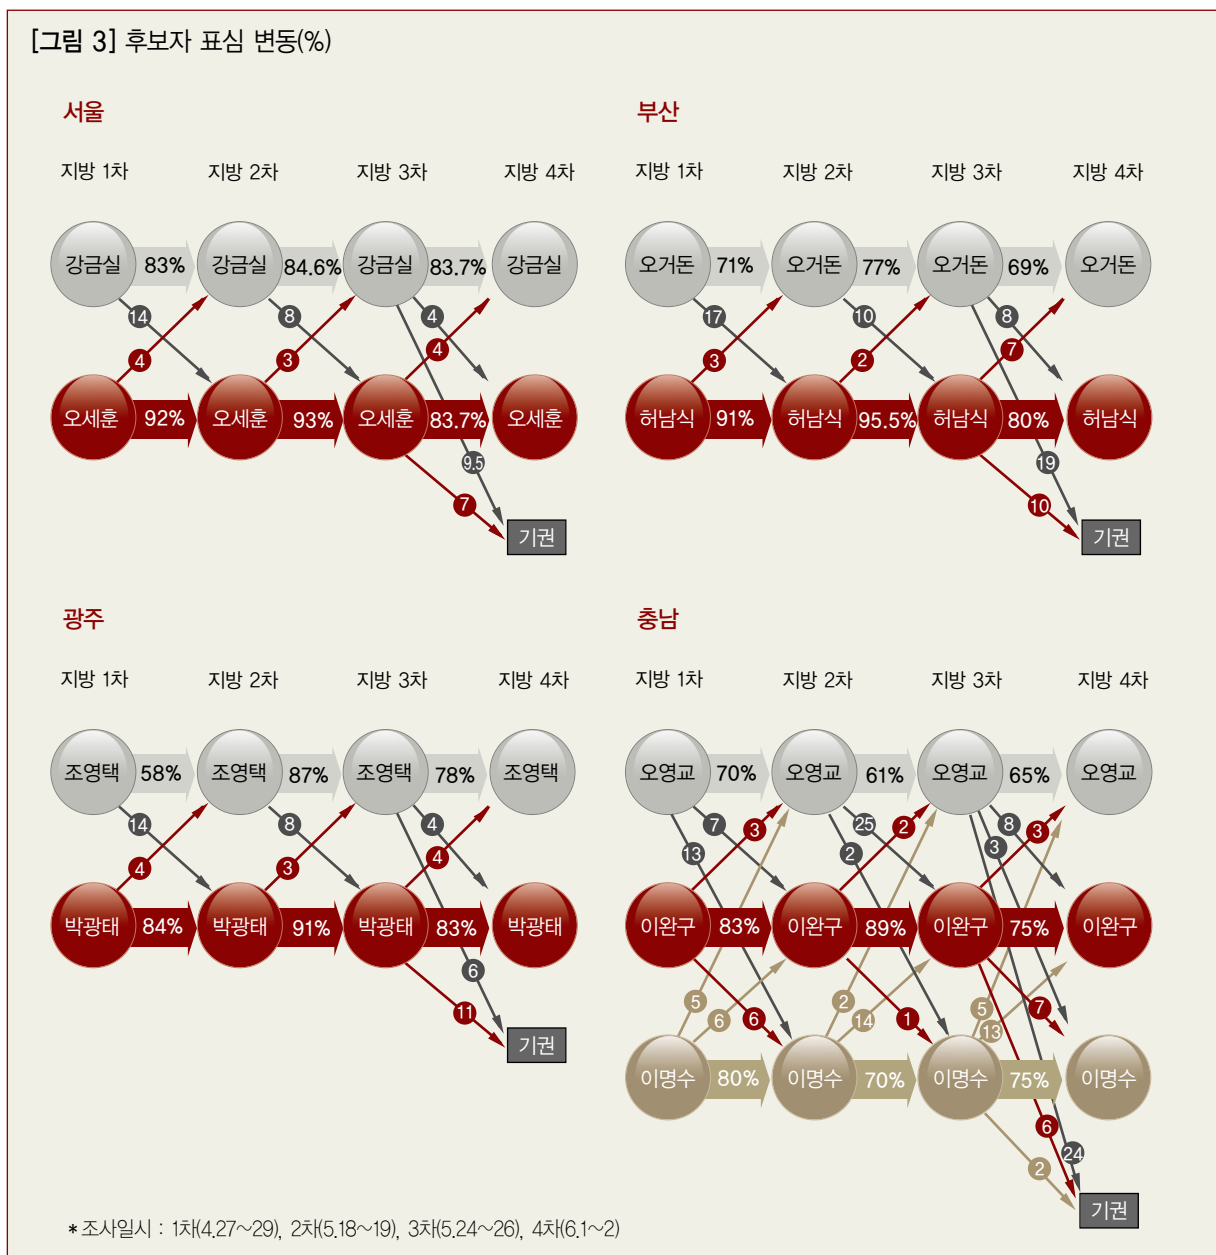 [그림 3] 후보자 표심 변동(%)
서울
지방 1차 지방 2차 지방 3차 지방 4차
강금실 83% 강금실 84.6% 강금실 83.7% 강금실
14 8 4
4 3 4
오세훈 92% 오세훈 93% 오세훈 83.7% 오세훈
9.5
7
기권
부산
지방 1차 지방 2차 지방 3차 지방 4차
오거돈 71% 오거돈 77% 오거돈 69% 오거돈
17 10 8
3 2 7
허남식 91% 허남식 95.5% 허남식 80% 허남식
19
10
기권
광주
지방 1차 지방 2차 지방 3차 지방 4차
조영택 58% 조영택 87% 조영택 78% 조영택
14 8 4
4 3 4
박광태 84% 박광태 91% 박광태 83% 박광태
6
11
기권
충남
지방 1차 지방 2차 지방 3차 지방 4차
오영교 70% 오영교 61% 오영교 65% 오영교
7 3 25 2 8 3
13 2 3
이완구 83% 이완구 89% 이완구 75% 이완구
5 2 5 7
6 6 14 1 13
이명수 80% 이명수 70% 이명수 75% 이명수
6
2 24
기권
* 조사일시 : 1차(4.27~29), 2차(5.18~19), 3차(5.24~26), 4차(6.1~2)